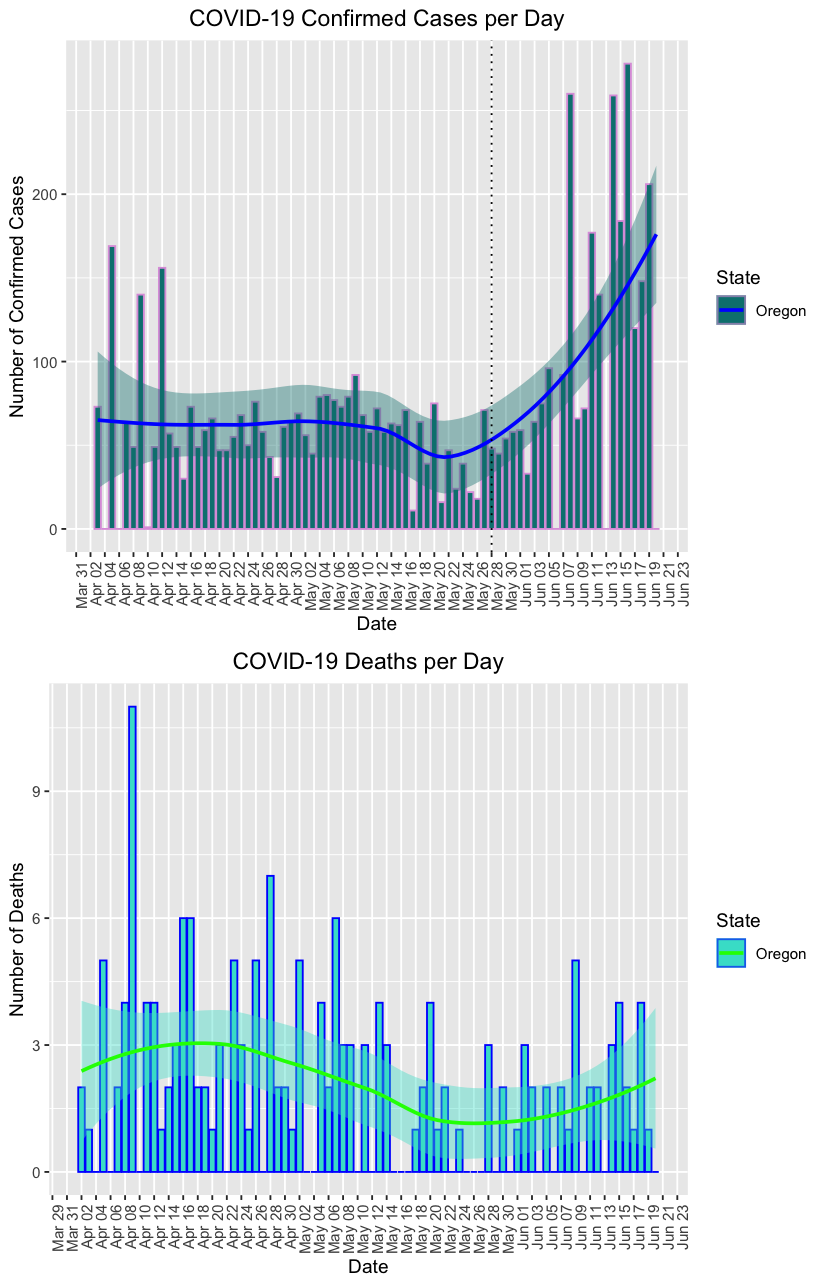 COVID-19 Confirmed Cases per Day
Number of Confirmed Cases
200
100
0
Mar 31
Apr 02
Apr 04
Apr 06
Apr 08
Apr 10
Apr 12
Apr 14
Apr 16
Apr 18
Apr 20
Apr 22
Apr 24
Apr 26
Apr 28
Apr 30
May 02
May 04
May 06
May 08
May 10
May 12
May 14
May 16
May 18
May 20
May 22
May 24
May 26
May 28
May 30
Jun 01
Jun 03
Jun 05
Jun 07
Jun 09
Jun 11
Jun 13
Jun 15
Jun 17
Jun 19
Jun 21
Jun 23
Date
State
Oregon
COVID-19 Deaths per Day
Number of Deaths
9
6
3
0
Mar 29
Mar 31
Apr 02
Apr 04
Apr 06
Apr 08
Apr 10
Apr 12
Apr 14
Apr 16
Apr 18
Apr 20
Apr 22
Apr 24
Apr 26
Apr 28
Apr 30
May 02
May 04
May 06
May 08
May 10
May 12
May 14
May 16
May 18
May 20
May 22
May 24
May 26
May 28
May 30
Jun 01
Jun 03
Jun 05
Jun 07
Jun 09
Jun 11
Jun 13
Jun 15
Jun 17
Jun 19
Jun 21
Jun 23
Date
State
Oregon